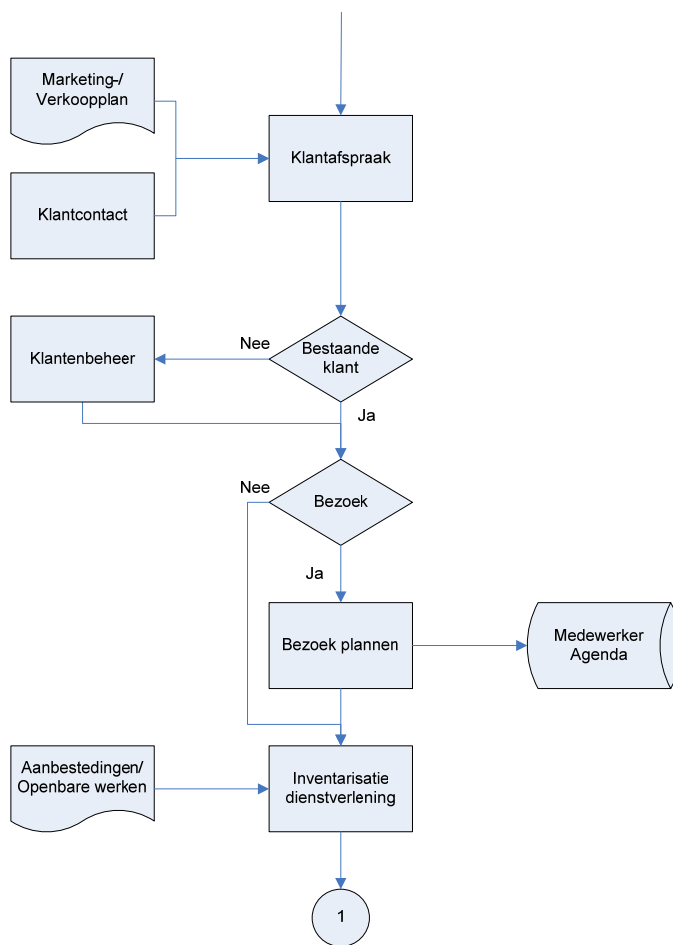 Marketing-/
Verkoopplan
Klantafspraak
Klantcontact
Nee
Bestaande
klant
Klantenbeheer
Ja
Nee
Bezoek
Ja
Bezoek plannen
Medewerker
Agenda
Aanbestedingen/
Openbare werken
Inventarisatie
dienstverlening
1